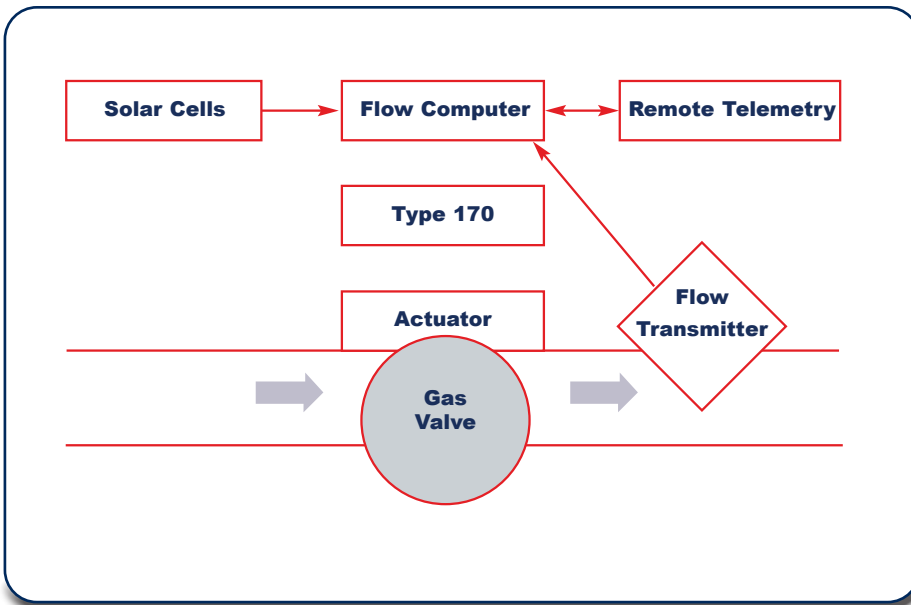 Solar Cells
Flow Computer
Remote Telemetry
Type 170
Flow
Transmitter
Actuator
Gas
Valve